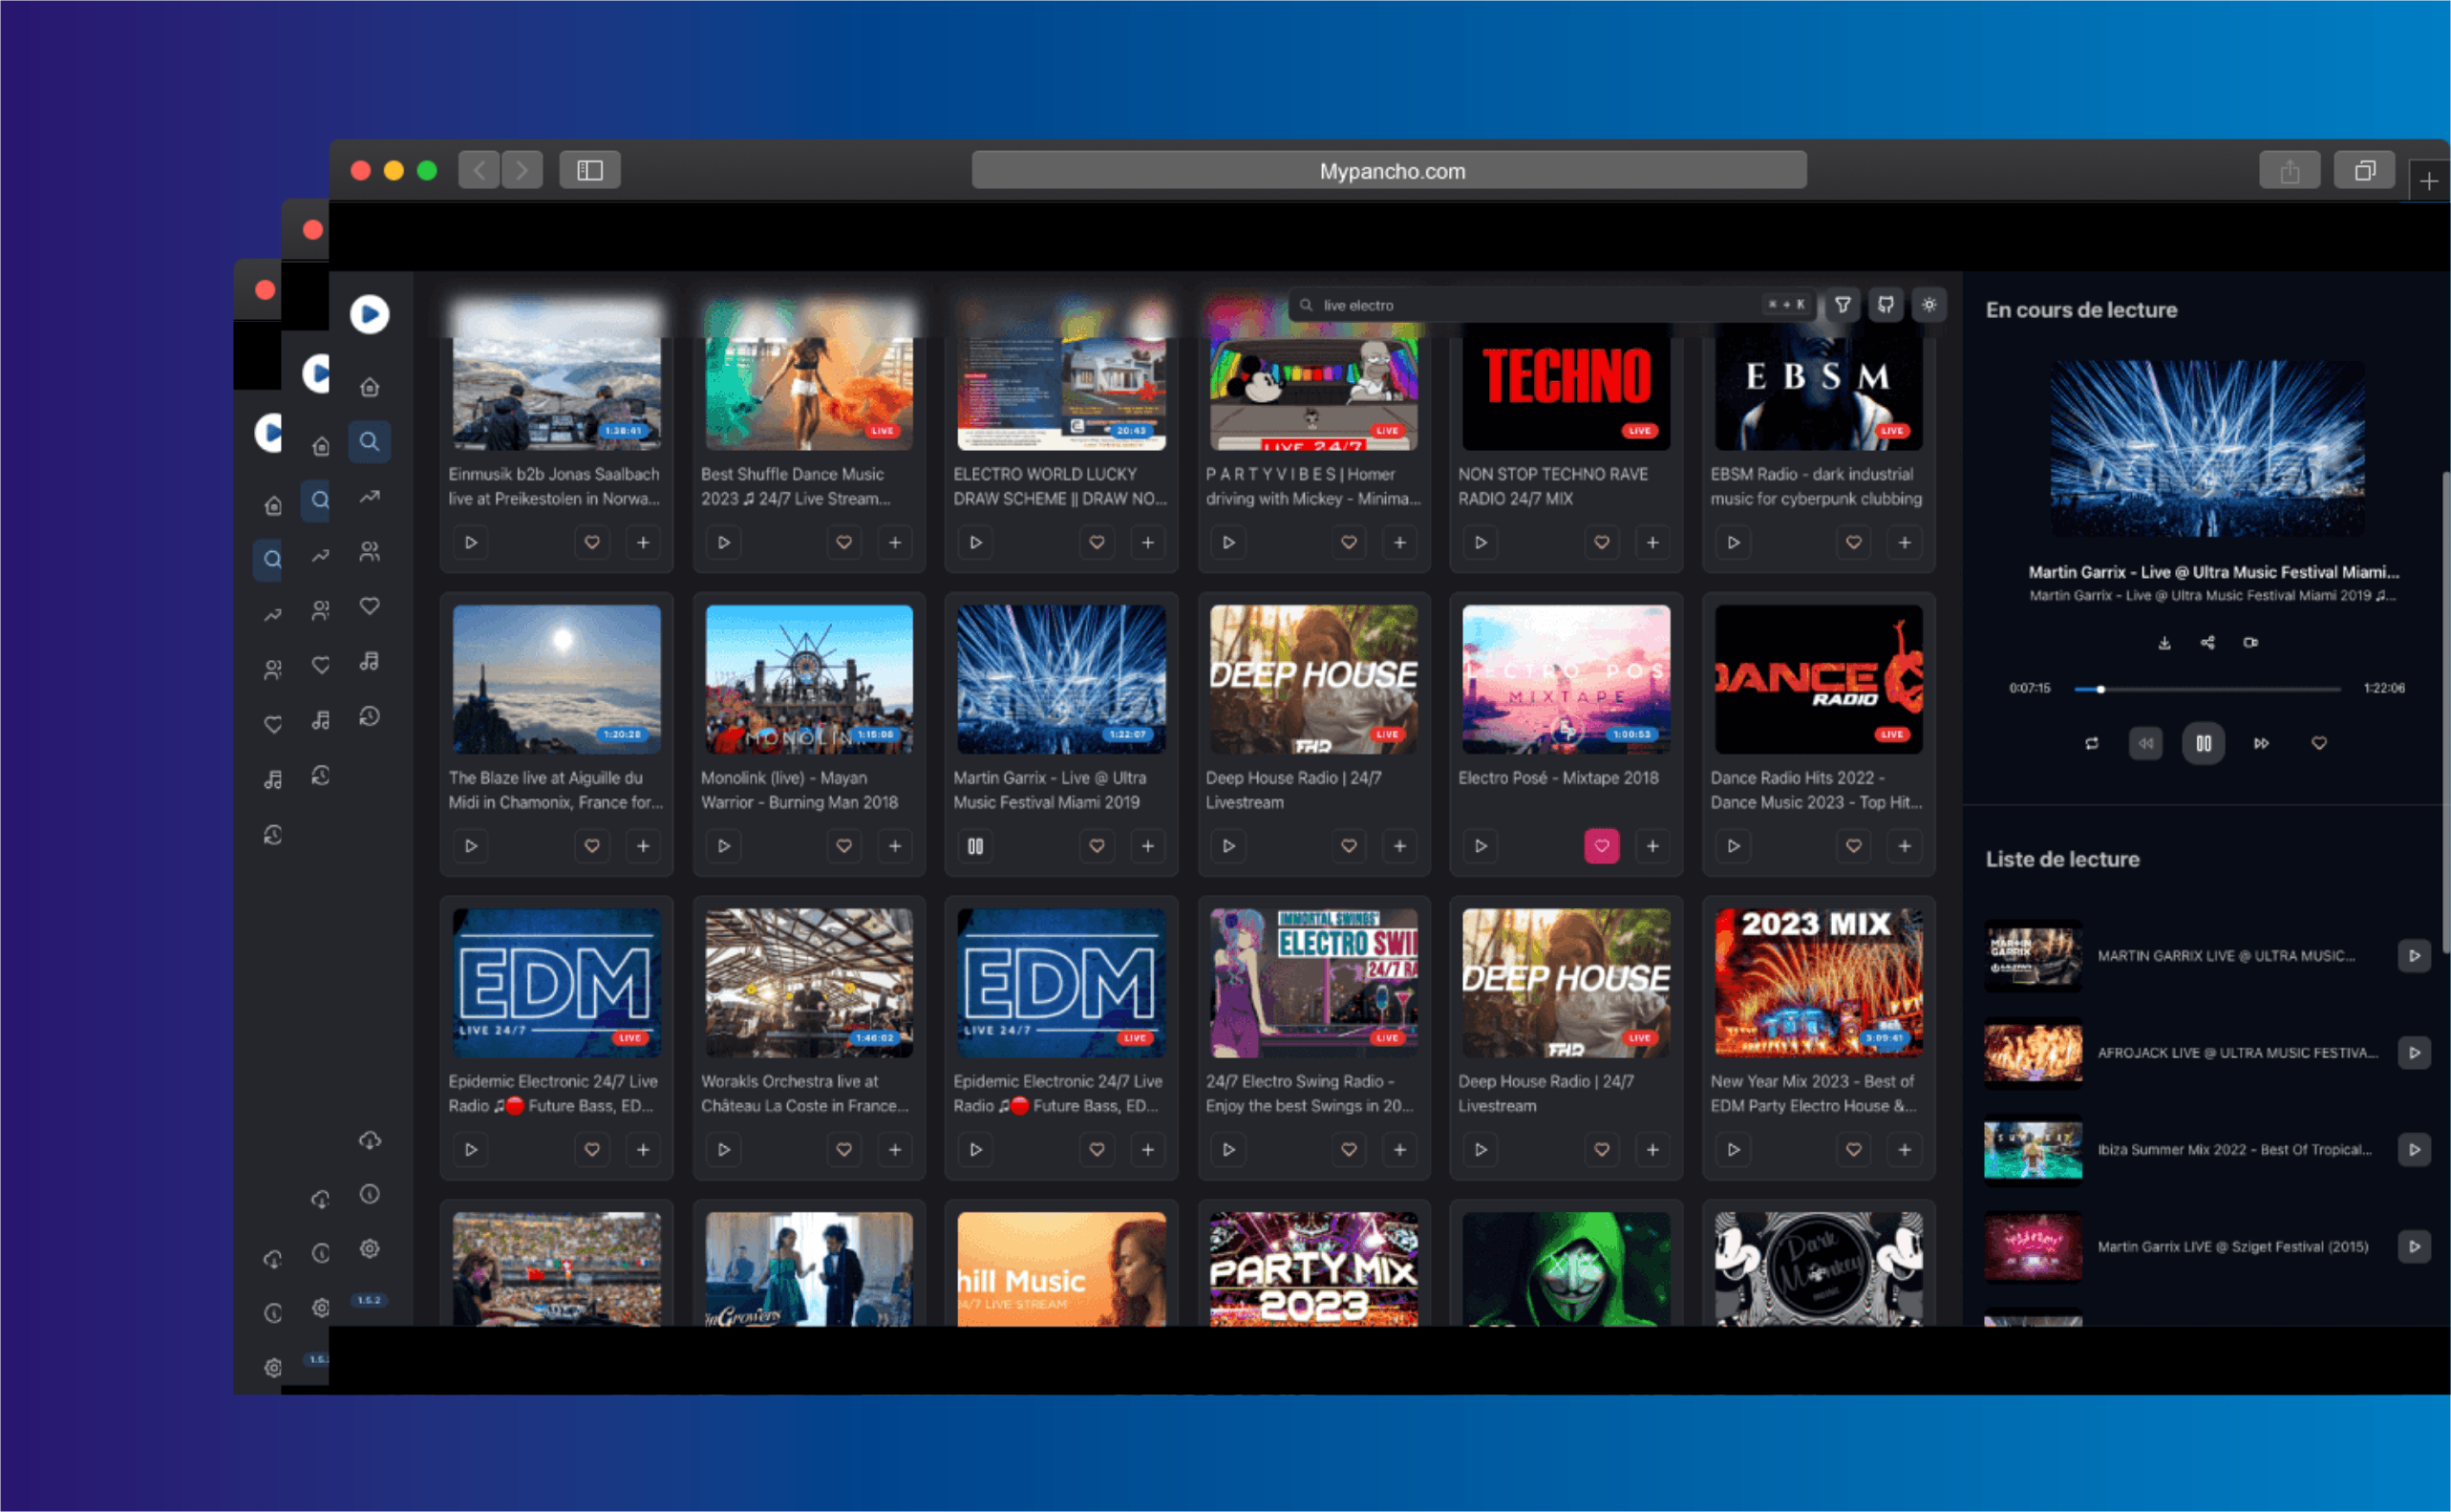 Mypancho.com
live electro
⌘ + K
1:38:41
LIVE
20:43
LIVE 24/7
LIVE
TECHNO
LIVE
EBSM
LIVE
Einmusik b2b Jonas Saalbach
live at Preikestolen in Norwa...
Best Shuffle Dance Music
2023 ♫ 24/7 Live Stream...
ELECTRO WORLD LUCKY
DRAW SCHEME || DRAW NO...
P A R T Y V I B E S | Homer
driving with Mickey - Minima...
NON STOP TECHNO RAVE
RADIO 24/7 MIX
EBSM Radio - dark industrial
music for cyberpunk clubbing
1:20:28
MONOLINK
1:15:08
1:22:07
DEEP HOUSE
FHR
LIVE
LECTRO POS
MIXTAPE
1:00:53
DANCE
RADIO
LIVE
The Blaze live at Aiguille du
Midi in Chamonix, France for...
Monolink (live) - Mayan
Warrior - Burning Man 2018
Martin Garrix - Live @ Ultra
Music Festival Miami 2019
Deep House Radio | 24/7
Livestream
Electro Posé - Mixtape 2018
Dance Radio Hits 2022 -
Dance Music 2023 - Top Hit...
EDM
LIVE 24/7
LIVE
1:46:02
EDM
LIVE 24/7
LIVE
IMMORTAL SWINGS'
ELECTRO SWI
24/7 RA
LIVE
DEEP HOUSE
FHR
LIVE
2023 MIX
3:09:41
Epidemic Electronic 24/7 Live
Radio ♫🔴 Future Bass, ED...
Worakls Orchestra live at
Château La Coste in France...
Epidemic Electronic 24/7 Live
Radio ♫🔴 Future Bass, ED...
24/7 Electro Swing Radio -
Enjoy the best Swings in 20...
Deep House Radio | 24/7
Livestream
New Year Mix 2023 - Best of
EDM Party Electro House &...
inGrowers
hill Music
24/7 LIVE STREAM
PARTY MIX
2023
Dark
Monkey
MUSIC
1.5.2
1.5.
En cours de lecture
Martin Garrix - Live @ Ultra Music Festival Miami...
Martin Garrix - Live @ Ultra Music Festival Miami 2019 ♫...
0:07:15
1:22:06
Liste de lecture
MARTIN
GARRIX
MARTIN GARRIX LIVE @ ULTRA MUSIC...
AFROJACK LIVE @ ULTRA MUSIC FESTIVA...
Ibiza Summer Mix 2022 - Best Of Tropical...
Martin Garrix LIVE @ Sziget Festival (2015)